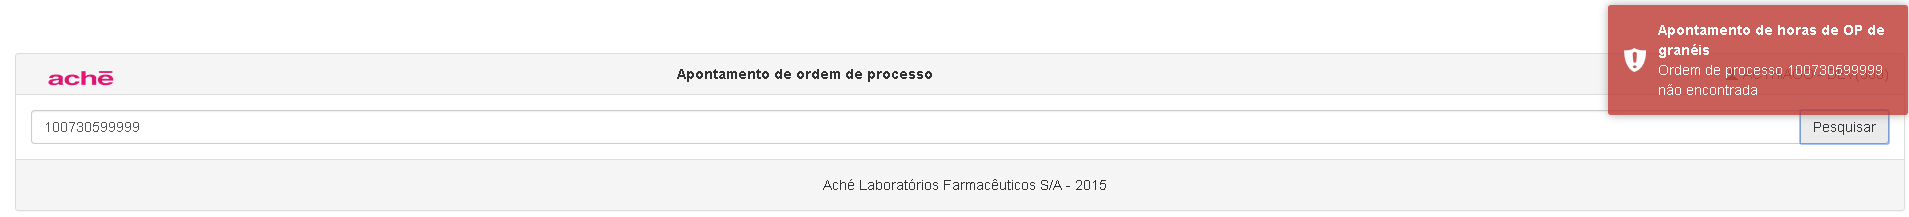 Apontamento de horas de OP de
granéis
Ordem de processo 100730599999
não encontrada
achē
Apontamento de ordem de processo
100730599999
Pesquisar
Aché Laboratórios Farmacêuticos S/A - 2015